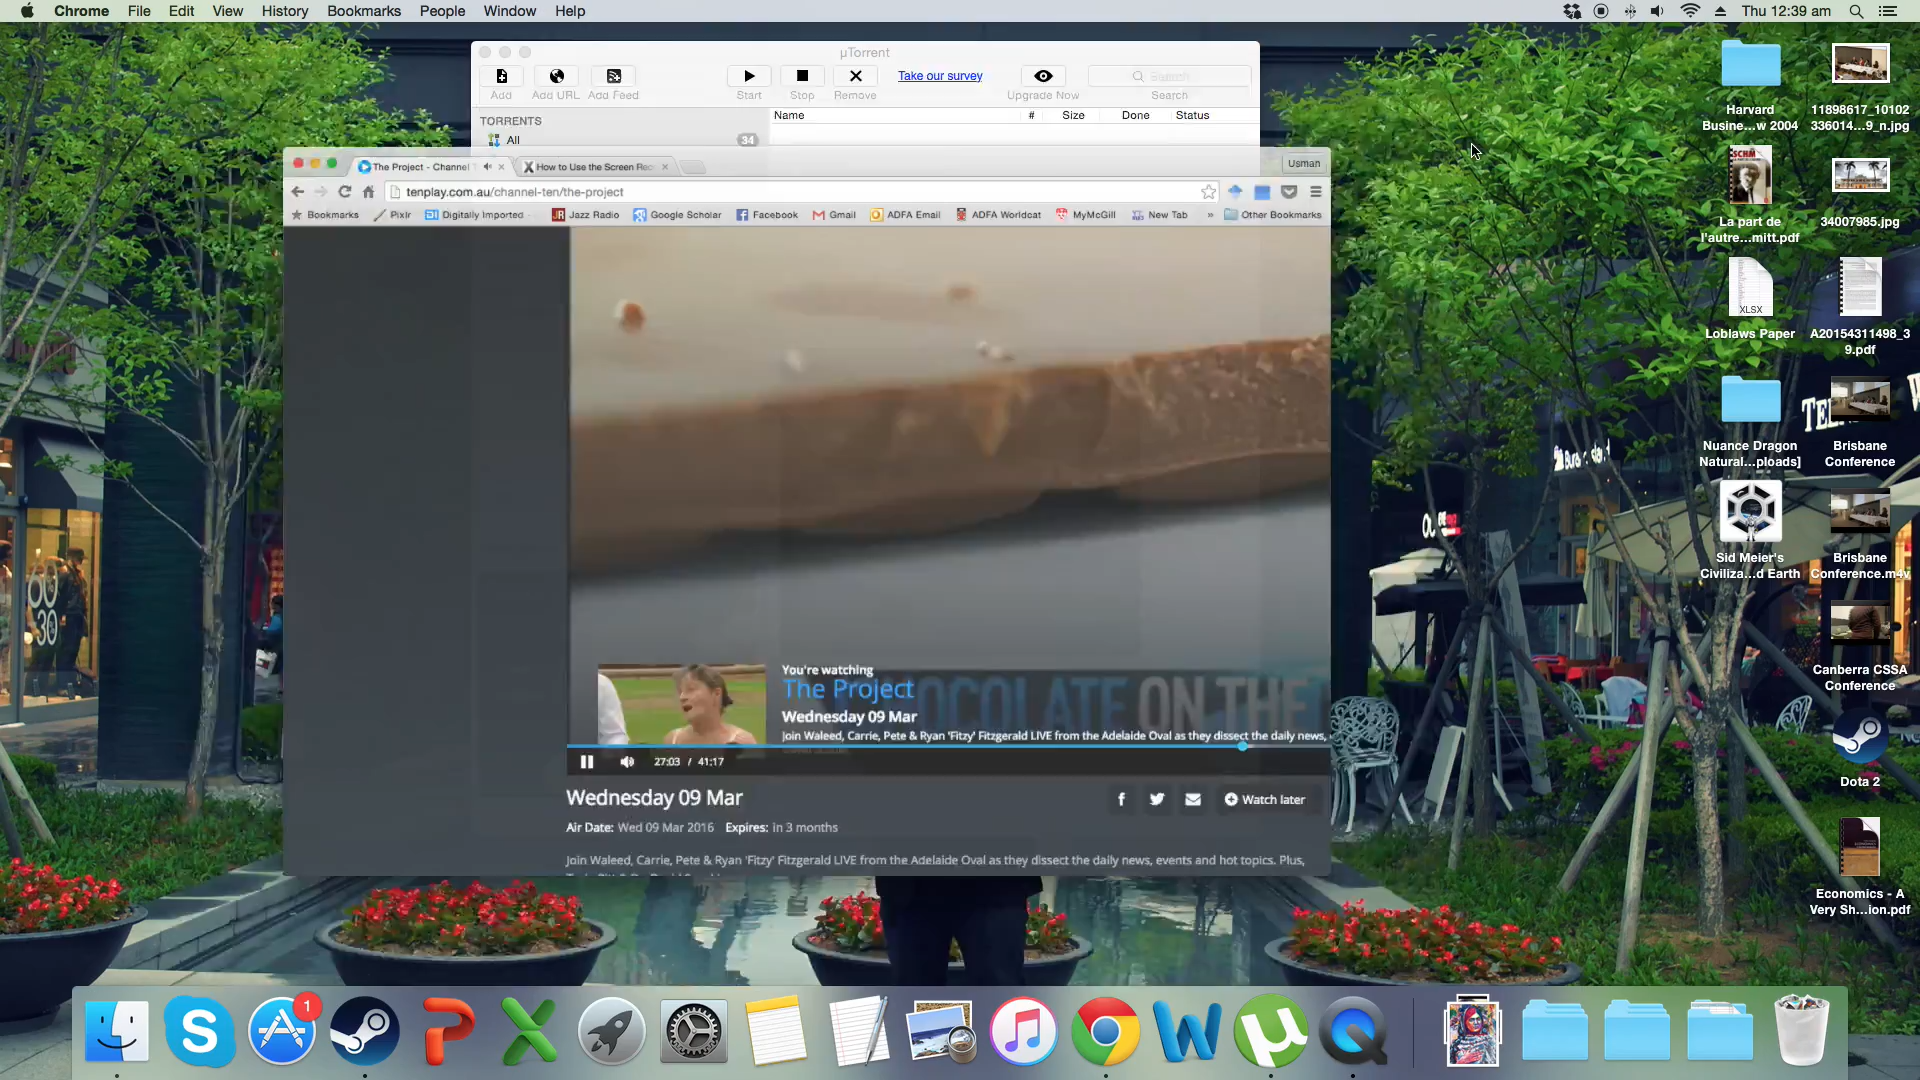 Chrome File Edit View History Bookmarks People Window Help
Thu 12:39 am
µTorrent
Add Add URL Add Feed Start Stop Remove Take our survey Upgrade Now Search
TORRENTS
Name # Size Done Status
All 34
The Project - Channel
How to Use the Screen Rec
Usman
tenplay.com.au/channel-ten/the-project
Bookmarks Pixlr Digitally Imported Jazz Radio Google Scholar Facebook Gmail ADFA Email ADFA Worldcat MyMcGill New Tab » Other Bookmarks
You're watching
The Project
CHOCOLATE ON THE
Wednesday 09 Mar
Join Waleed, Carrie, Pete & Ryan 'Fitzy' Fitzgerald LIVE from the Adelaide Oval as they dissect the daily news,
27:03 / 41:17
Wednesday 09 Mar
Watch later
Air Date: Wed 09 Mar 2016 Expires: in 3 months
Join Waleed, Carrie, Pete & Ryan 'Fitzy' Fitzgerald LIVE from the Adelaide Oval as they dissect the daily news, events and hot topics. Plus,
Harvard
Busine...w 2004
11898617_10102
336014...9_n.jpg
SCHM
La part de
l'autre...mitt.pdf
34007985.jpg
XLSX
Loblaws Paper
A20154311498_3
9.pdf
Nuance Dragon
Natural...ploads]
Brisbane
Conference
Sid Meier's
Civiliza...d Earth
Brisbane
Conference.m4v
Canberra CSSA
Conference
Dota 2
Economics - A
Very Sh...ion.pdf
00
30
1